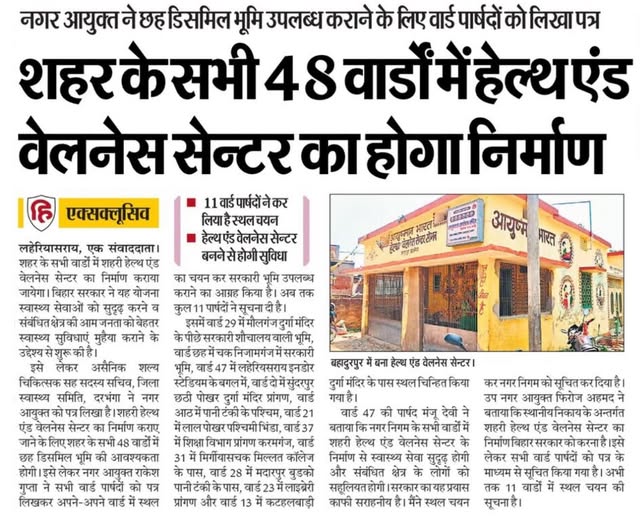 नगर आयुक्त ने छह डिसमिल भूमि उपलब्ध कराने के लिए वार्ड पार्षदों को लिखा पत्र
शहर के सभी 48 वार्डों में हेल्थ एंड
वेलनेस सेन्टर का होगा निर्माण
हि एक्सक्लूसिव
लहेरियासराय, एक संवाददाता।
शहर के सभी वार्डों में शहरी हेल्थ एंड
वेलनेस सेन्टर का निर्माण कराया
जायेगा। बिहार सरकार ने यह योजना
स्वास्थ्य सेवाओं को सुदृढ़ करने व
संबंधित क्षेत्र की आम जनता को बेहतर
स्वास्थ्य सुविधाएं मुहैया कराने के
उद्देश्य से शुरू की है।
इसे लेकर असैनिक शल्य
चिकित्सक सह सदस्य सचिव, जिला
स्वास्थ्य समिति, दरभंगा ने नगर
आयुक्त को पत्र लिखा है। शहरी हेल्थ
एंड वेलनेस सेन्टर का निर्माण कराए
जाने के लिए शहर के सभी 48 वार्डों में
छह डिसमिल भूमि की आवश्यकता
होगी। इसे लेकर नगर आयुक्त राकेश
गुप्ता ने सभी वार्ड पार्षदों को पत्र
लिखकर अपने-अपने वार्ड में स्थल
11 वार्ड पार्षदों ने कर
लिया है स्थल चयन
हेल्थ एंड वेलनेस सेन्टर
बनने से होगी सुविधा
का चयन कर सरकारी भूमि उपलब्ध
कराने का आग्रह किया है। अब तक
कुल 11 पार्षदों ने सूचना दी है।
इसमें वार्ड 29 में मौलगंज दुर्गा मंदिर
के पीछे सरकारी शौचालय वाली भूमि,
वार्ड छह में चक निजामगंज में सरकारी
भूमि, वार्ड 47 में लहेरियासराय इनडोर
स्टेडियम के बगल में, वार्ड दो में सुंदरपुर
छठी पोखर दुर्गा मंदिर प्रांगण, वार्ड
आठ में पानी टंकी के पश्चिम, वार्ड 21
में लाल पोखर पश्चिमी भिंडा, वार्ड 37
में शिक्षा विभाग प्रांगण करमगंज, वार्ड
31 में मिर्गीयासचक मिल्लत कॉलेज
के पास, वार्ड 28 में मदारपुर बुडको
पानी टंकी के पास, वार्ड 23 में लाइब्रेरी
प्रांगण और वार्ड 13 में कटहलबाड़ी
आयुष्मान भारत
आयुष्मान भारत
बहादुरपुर में बना हेल्थ एंड वेलनेस सेन्टर।
दुर्गा मंदिर के पास स्थल चिन्हित किया
गया है।
वार्ड 47 की पार्षद मंजू देवी ने
बताया कि नगर निगम के सभी वार्डों में
शहरी हेल्थ एंड वेलनेस सेन्टर के
निर्माण से स्वास्थ्य सेवा सुदृढ़ होगी
और संबंधित क्षेत्र के लोगों को
सहूलियत होगी। सरकार का यह प्रयास
काफी सराहनीय है। मैंने स्थल चयन
कर नगर निगम को सूचित कर दिया है।
उप नगर आयुक्त फिरोज अहमद ने
बताया कि स्थानीय निकाय के अन्तर्गत
शहरी हेल्थ एंड वेलनेस सेन्टर का
निर्माण बिहार सरकार को करना है। इसे
लेकर सभी वार्ड पार्षदों को पत्र के
माध्यम से सूचित किया गया है। अभी
तक 11 वार्डों में स्थल चयन की
सूचना है।